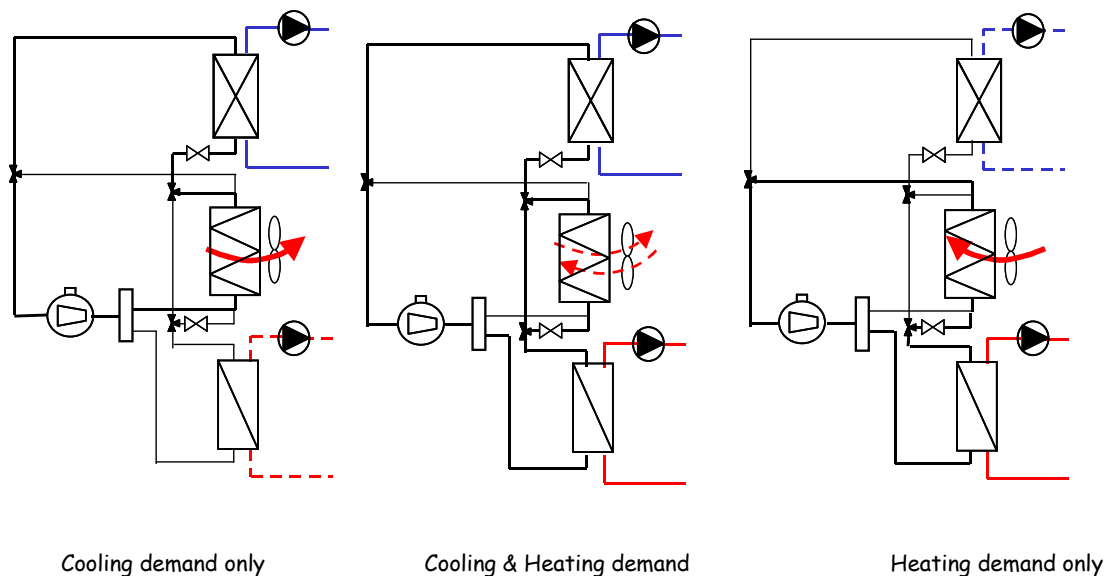 Cooling demand only
Cooling & Heating demand
Heating demand only